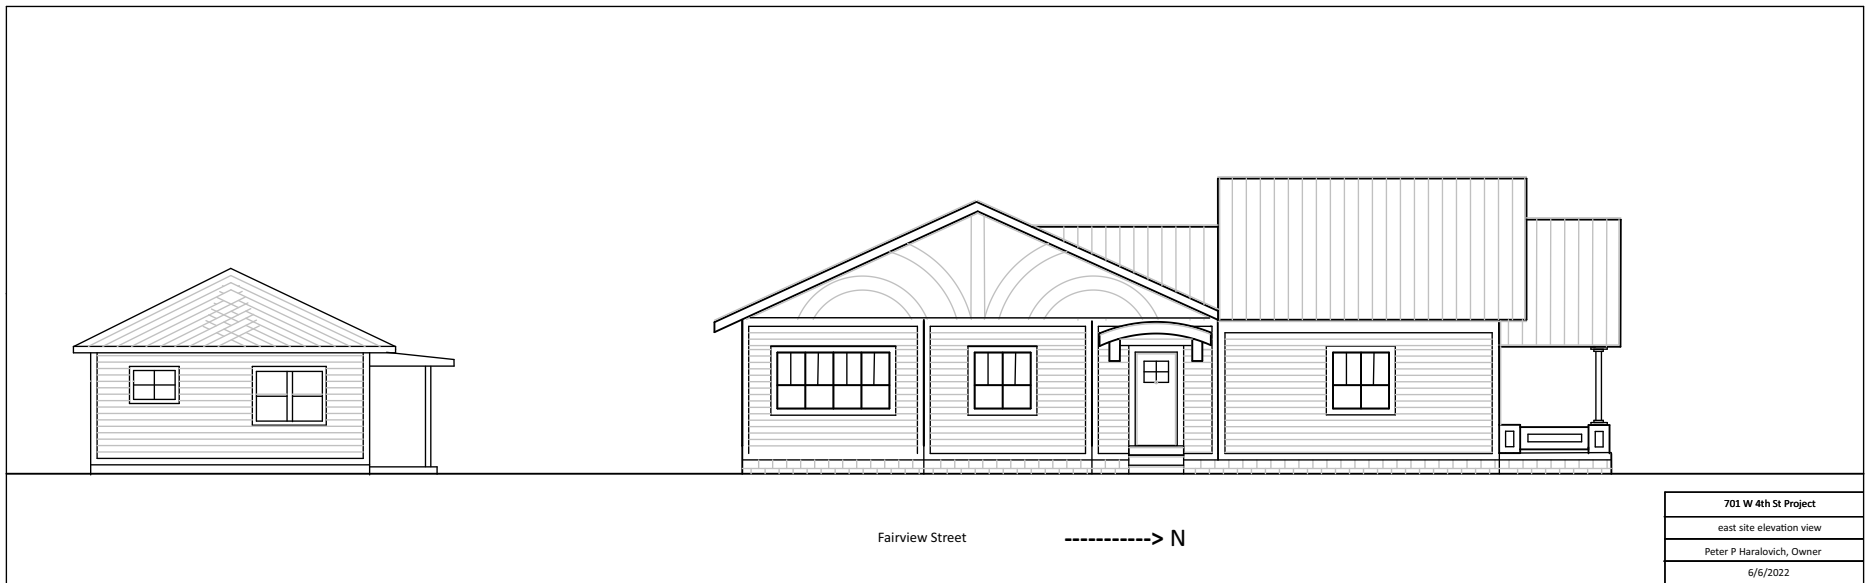 Fairview Street
-----------> N
701 W 4th St Project
east site elevation view
Peter P Haralovich, Owner
6/6/2022